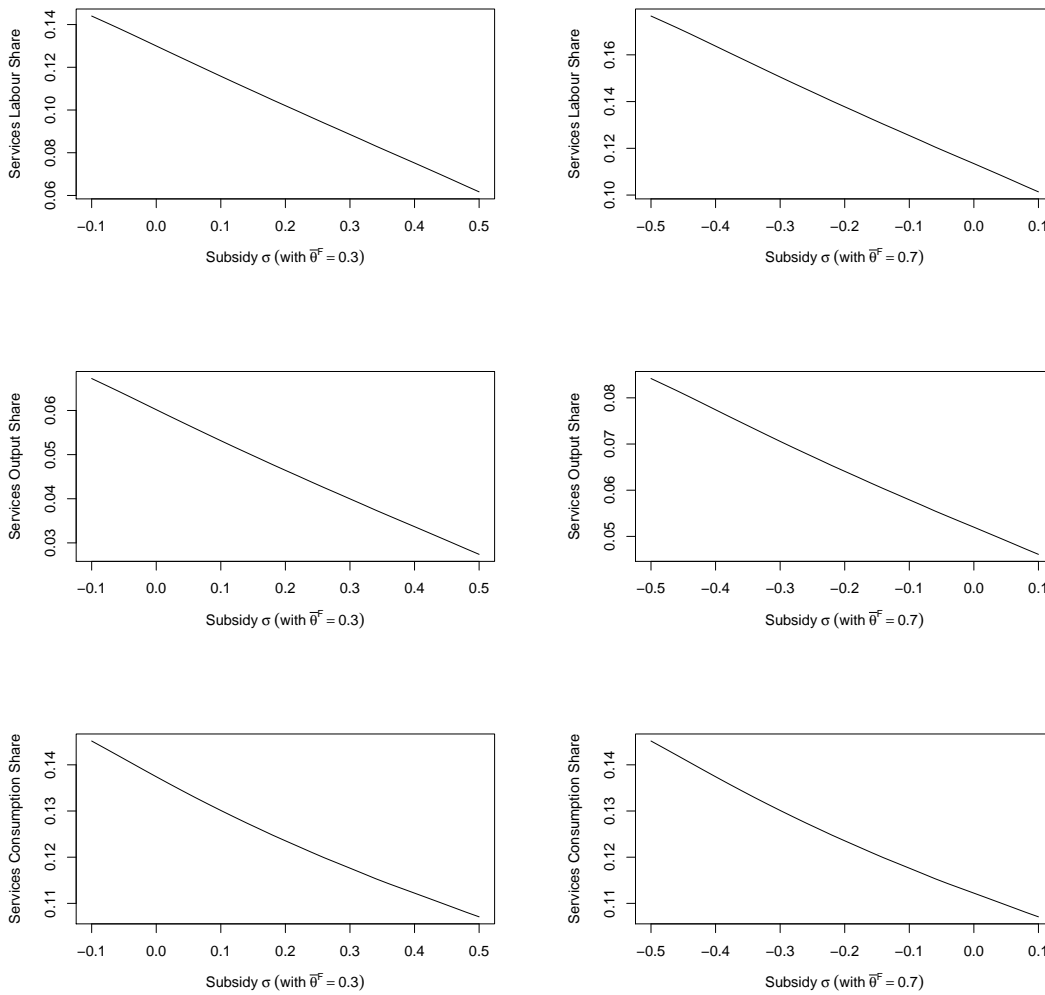 Services Labour Share
0.06 0.08 0.10 0.12 0.14
−0.1 0.0 0.1 0.2 0.3 0.4 0.5
Subsidy σ (with θ̅ᶠ = 0.3)
Services Labour Share
0.10 0.12 0.14 0.16
−0.5 −0.4 −0.3 −0.2 −0.1 0.0 0.1
Subsidy σ (with θ̅ᶠ = 0.7)
Services Output Share
0.03 0.04 0.05 0.06
−0.1 0.0 0.1 0.2 0.3 0.4 0.5
Subsidy σ (with θ̅ᶠ = 0.3)
Services Output Share
0.05 0.06 0.07 0.08
−0.5 −0.4 −0.3 −0.2 −0.1 0.0 0.1
Subsidy σ (with θ̅ᶠ = 0.7)
Services Consumption Share
0.11 0.12 0.13 0.14
−0.1 0.0 0.1 0.2 0.3 0.4 0.5
Subsidy σ (with θ̅ᶠ = 0.3)
Services Consumption Share
0.11 0.12 0.13 0.14
−0.5 −0.4 −0.3 −0.2 −0.1 0.0 0.1
Subsidy σ (with θ̅ᶠ = 0.7)